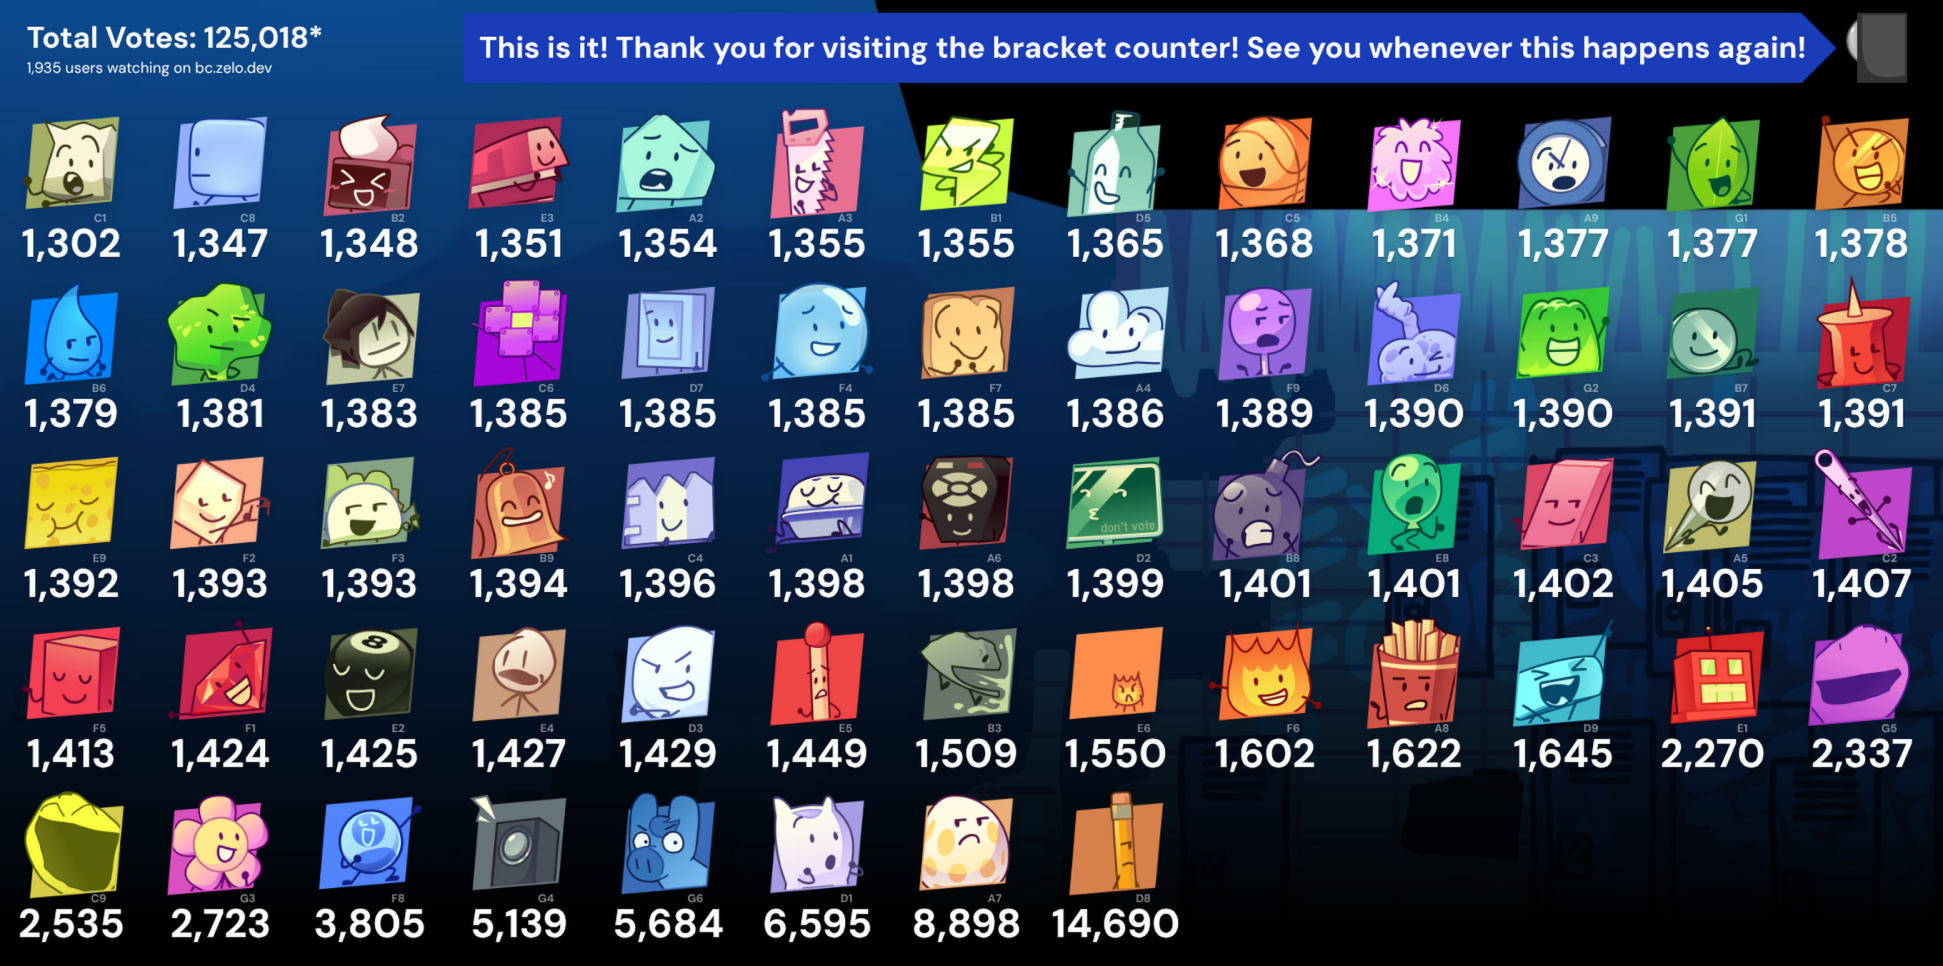 Total Votes: 125,018*
1,935 users watching on bc.zelo.dev
This is it! Thank you for visiting the bracket counter! See you whenever this happens again!
C1 C8 B2 E3 A2 A3 B1 D5 C5 B4 A9 G1 B5
1,302 1,347 1,348 1,351 1,354 1,355 1,355 1,365 1,368 1,371 1,377 1,377 1,378
B6 D4 E7 C6 D7 F4 F7 A4 F9 D6 G2 B7 C7
1,379 1,381 1,383 1,385 1,385 1,385 1,385 1,386 1,389 1,390 1,390 1,391 1,391
don't vote
E9 F2 F3 B9 C4 A1 A6 D2 B8 E8 C3 A5 C2
1,392 1,393 1,393 1,394 1,396 1,398 1,398 1,399 1,401 1,401 1,402 1,405 1,407
8
F5 F1 E2 E4 D3 E5 B3 E6 F6 A8 D9 E1 G5
1,413 1,424 1,425 1,427 1,429 1,449 1,509 1,550 1,602 1,622 1,645 2,270 2,337
C9 G3 F8 G4 G6 D1 A7 D8
2,535 2,723 3,805 5,139 5,684 6,595 8,898 14,690